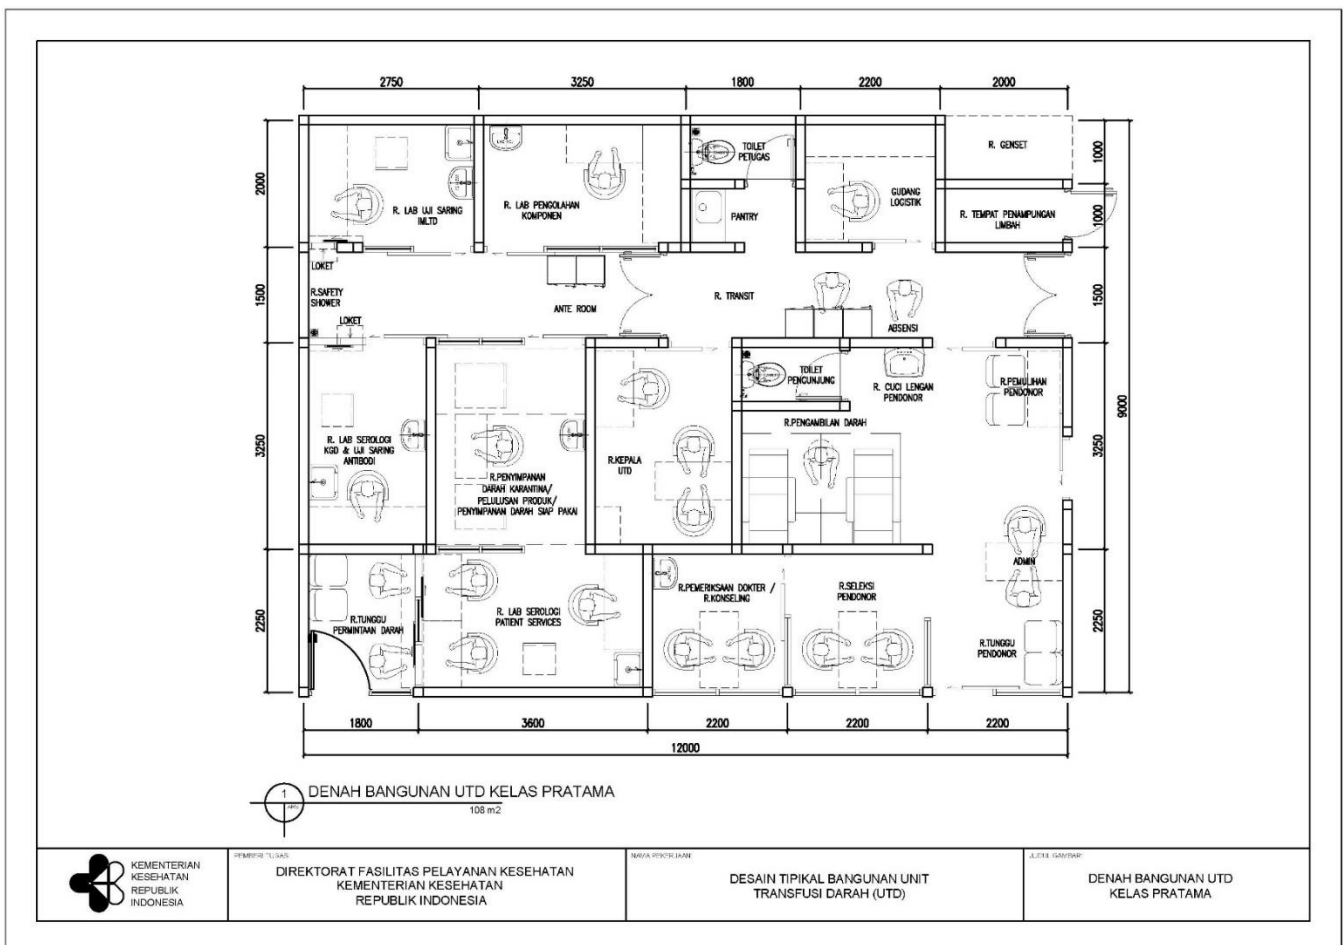 2750 3250 1800 2200 2000
2000
1500
3250
2250
1000
1000
1500
3250
2250
9000
R. LAB UJI SARING
IMLTD
R. LAB PENGOLAHAN
KOMPONEN
TOILET
PETUGAS
PANTRY
GUDANG
LOGISTIK
R. GENSET
R. TEMPAT PENAMPUNGAN
LIMBAH
LOKET
R.SAFETY
SHOWER
LOKET
ANTE ROOM
R. TRANSIT
ABSENSI
R. LAB SEROLOGI
KGD & UJI SARING
ANTIBODI
R.PENYIMPANAN
DARAH KARANTINA/
PELULUSAN PRODUK/
PENYIMPANAN DARAH SIAP PAKAI
R.KEPALA
UTD
TOILET
PENGUNJUNG
R. CUCI LENGAN
PENDONOR
R.PEMULIHAN
PENDONOR
R.PENGAMBILAN DARAH
ADMIN
R.TUNGGU
PERMINTAAN DARAH
R. LAB SEROLOGI
PATIENT SERVICES
R.PEMERIKSAAN DOKTER /
R.KONSELING
R.SELEKSI
PENDONOR
R.TUNGGU
PENDONOR
1800 3600 2200 2200 2200
12000
1
DENAH BANGUNAN UTD KELAS PRATAMA
108 m2
KEMENTERIAN
KESEHATAN
REPUBLIK
INDONESIA
PEMBERI TUGAS
DIREKTORAT FASILITAS PELAYANAN KESEHATAN
KEMENTERIAN KESEHATAN
REPUBLIK INDONESIA
NAMA PEKERJAAN
DESAIN TIPIKAL BANGUNAN UNIT
TRANSFUSI DARAH (UTD)
JUDUL GAMBAR
DENAH BANGUNAN UTD
KELAS PRATAMA